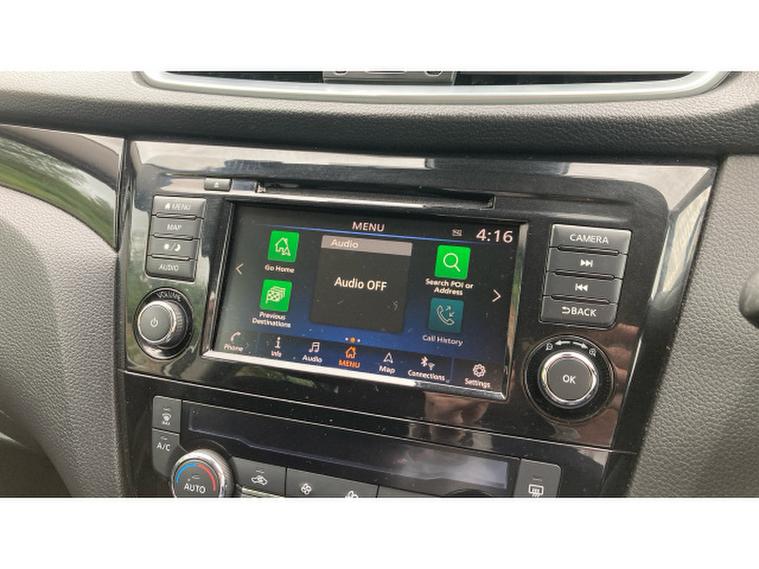 MENU
MAP
AUDIO
VOLUME
MENU
4:16
Audio
Audio OFF
Go Home
Search POI or
Address
Previous
Destinations
Call History
Phone
Info
Audio
MENU
Map
Connections
Settings
CAMERA
BACK
OK
A/C
AUTO